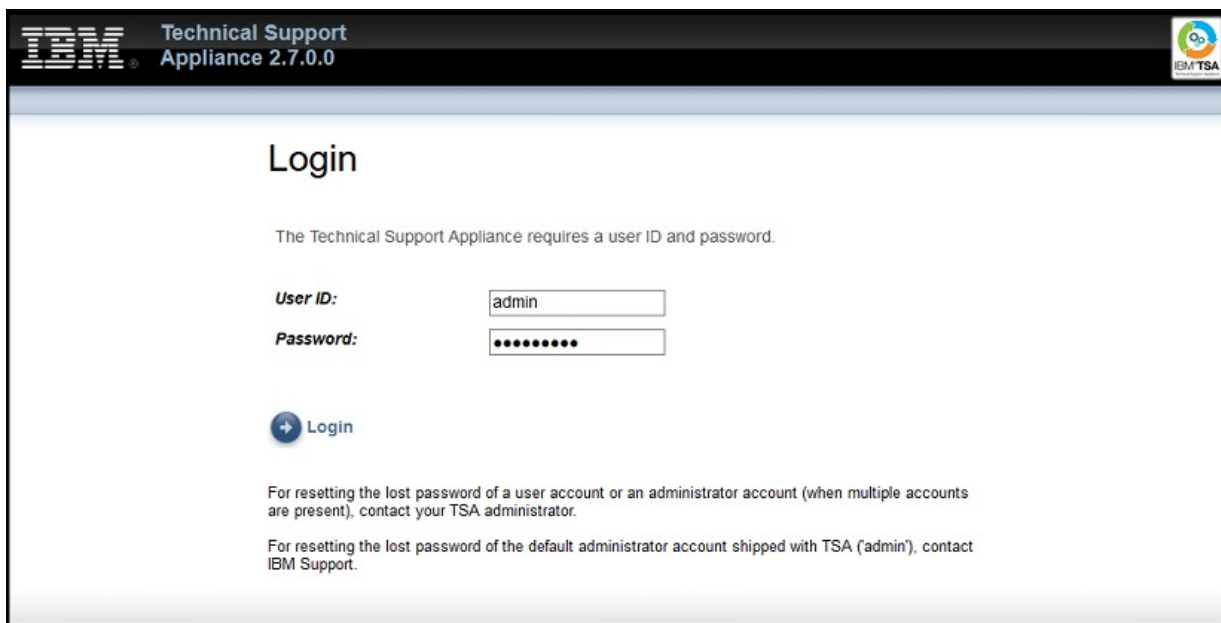 IBM®
Technical Support
Appliance 2.7.0.0
IBM TSA
Login
The Technical Support Appliance requires a user ID and password.
User ID:
admin
Password:
•••••••••
Login
For resetting the lost password of a user account or an administrator account (when multiple accounts
are present), contact your TSA administrator.
For resetting the lost password of the default administrator account shipped with TSA ('admin'), contact
IBM Support.